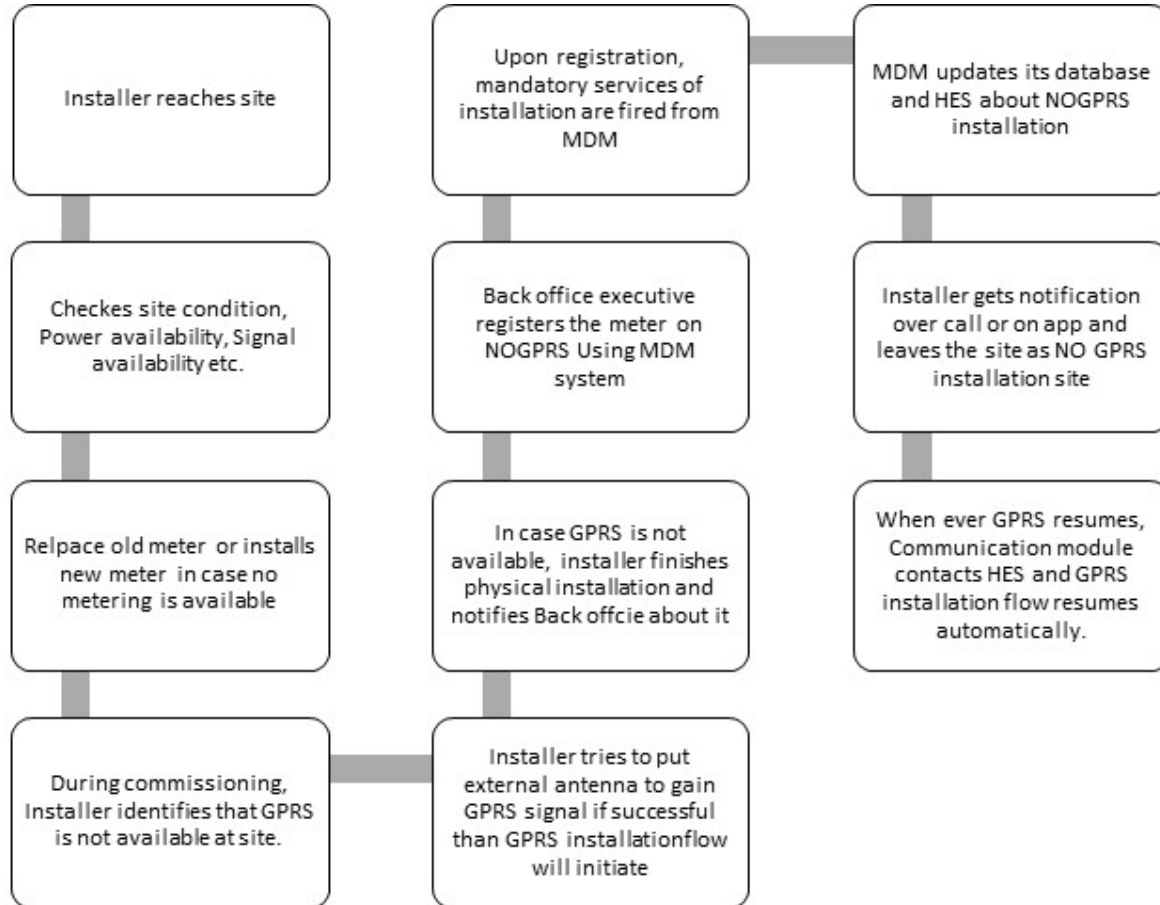 Installer reaches site
Checkes site condition,
Power availability, Signal
availability etc.
Relpace old meter or installs
new meter in case no
metering is available
During commissioning,
Installer identifies that GPRS
is not available at site.
Installer tries to put
external antenna to gain
GPRS signal if successful
than GPRS installationflow
will initiate
In case GPRS is not
available, installer finishes
physical installation and
notifies Back offcie about it
Back office executive
registers the meter on
NOGPRS Using MDM
system
Upon registration,
mandatory services of
installation are fired from
MDM
MDM updates its database
and HES about NOGPRS
installation
Installer gets notification
over call or on app and
leaves the site as NO GPRS
installation site
When ever GPRS resumes,
Communication module
contacts HES and GPRS
installation flow resumes
automatically.